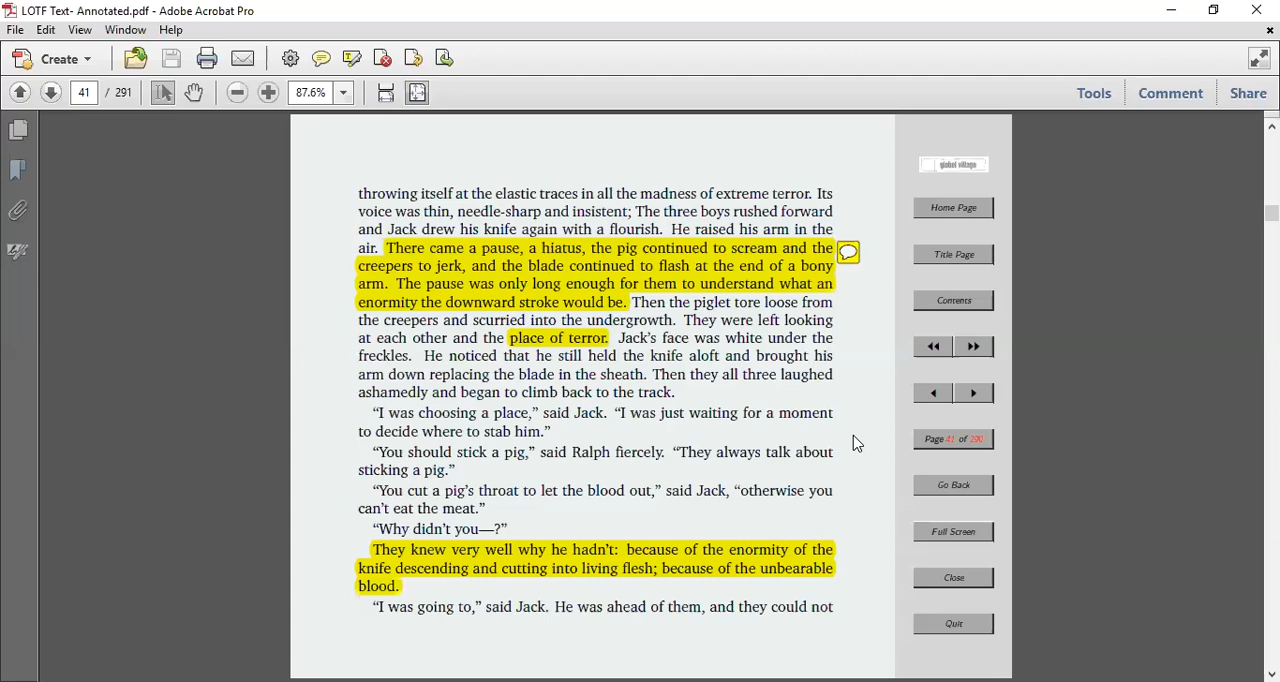 LOTF Text- Annotated.pdf - Adobe Acrobat Pro
File Edit View Window Help
Create
41 / 291 87.6% Tools Comment Share
global village
throwing itself at the elastic traces in all the madness of extreme terror. Its
voice was thin, needle-sharp and insistent; The three boys rushed forward
and Jack drew his knife again with a flourish. He raised his arm in the
air. There came a pause, a hiatus, the pig continued to scream and the
creepers to jerk, and the blade continued to flash at the end of a bony
arm. The pause was only long enough for them to understand what an
enormity the downward stroke would be. Then the piglet tore loose from
the creepers and scurried into the undergrowth. They were left looking
at each other and the place of terror. Jack’s face was white under the
freckles. He noticed that he still held the knife aloft and brought his
arm down replacing the blade in the sheath. Then they all three laughed
ashamedly and began to climb back to the track.
“I was choosing a place,” said Jack. “I was just waiting for a moment
to decide where to stab him.”
“You should stick a pig,” said Ralph fiercely. “They always talk about
sticking a pig.”
“You cut a pig’s throat to let the blood out,” said Jack, “otherwise you
can’t eat the meat.”
“Why didn’t you—?”
They knew very well why he hadn’t: because of the enormity of the
knife descending and cutting into living flesh; because of the unbearable
blood.
“I was going to,” said Jack. He was ahead of them, and they could not
Home Page
Title Page
Contents
Page 41 of 290
Go Back
Full Screen
Close
Quit